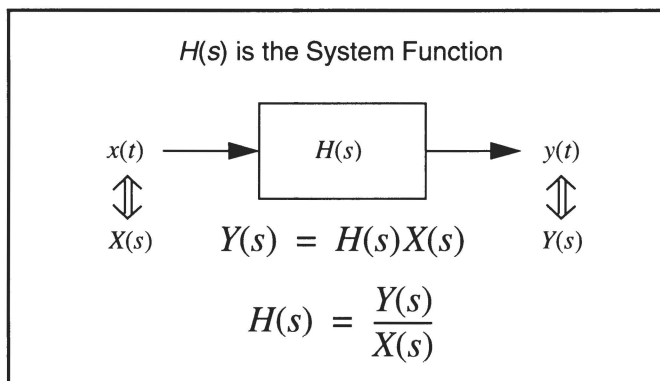 H(s) is the System Function
x(t) H(s) y(t)
X(s) Y(s) = H(s)X(s) Y(s)
H(s) = Y(s)/X(s)